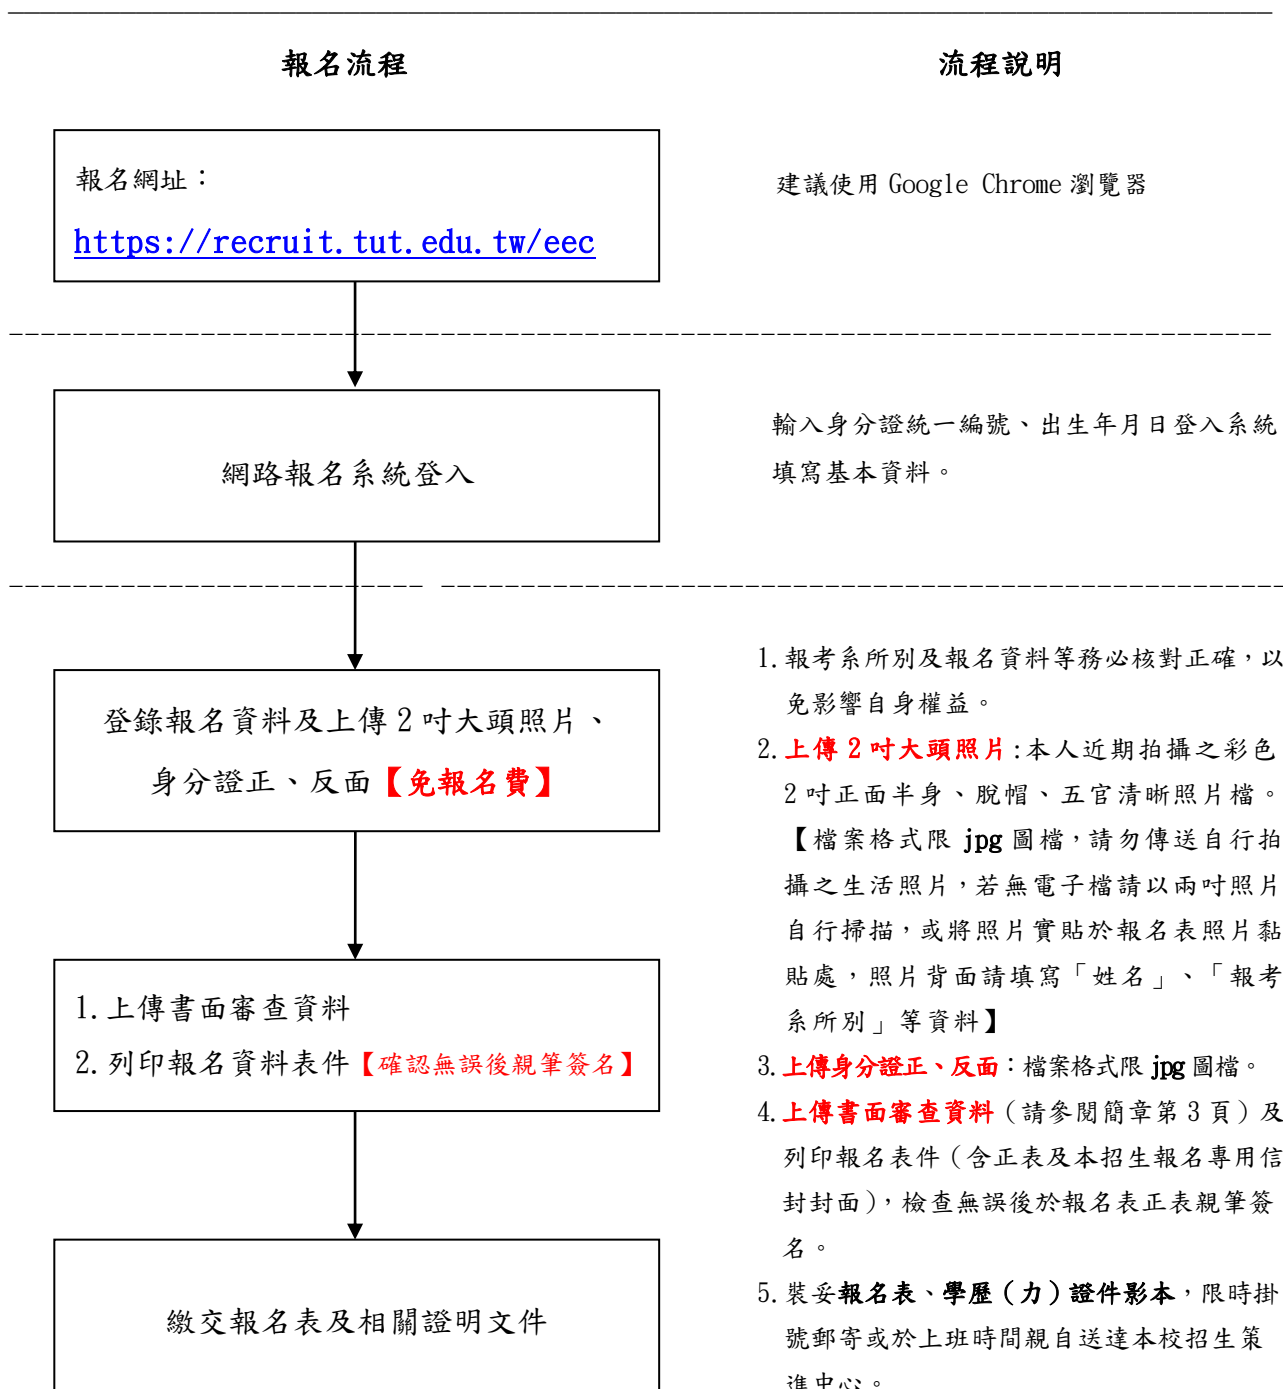 報名流程
流程說明
報名網址：
https://recruit.tut.edu.tw/eec
建議使用 Google Chrome 瀏覽器
網路報名系統登入
輸入身分證統一編號、出生年月日登入系統
填寫基本資料。
登錄報名資料及上傳 2 吋大頭照片、
身分證正、反面【免報名費】
1.上傳書面審查資料
2.列印報名資料表件【確認無誤後親筆簽名】
繳交報名表及相關證明文件
1.報考系所別及報名資料等務必核對正確，以
免影響自身權益。
2.上傳 2 吋大頭照片:本人近期拍攝之彩色
2 吋正面半身、脫帽、五官清晰照片檔。
【檔案格式限 jpg 圖檔，請勿傳送自行拍
攝之生活照片，若無電子檔請以兩吋照片
自行掃描，或將照片實貼於報名表照片黏
貼處，照片背面請填寫「姓名」、「報考
系所別」等資料】
3.上傳身分證正、反面：檔案格式限 jpg 圖檔。
4.上傳書面審查資料（請參閱簡章第 3 頁）及
列印報名表件（含正表及本招生報名專用信
封封面），檢查無誤後於報名表正表親筆簽
名。
5.裝妥報名表、學歷（力）證件影本，限時掛
號郵寄或於上班時間親自送達本校招生策
進中心。